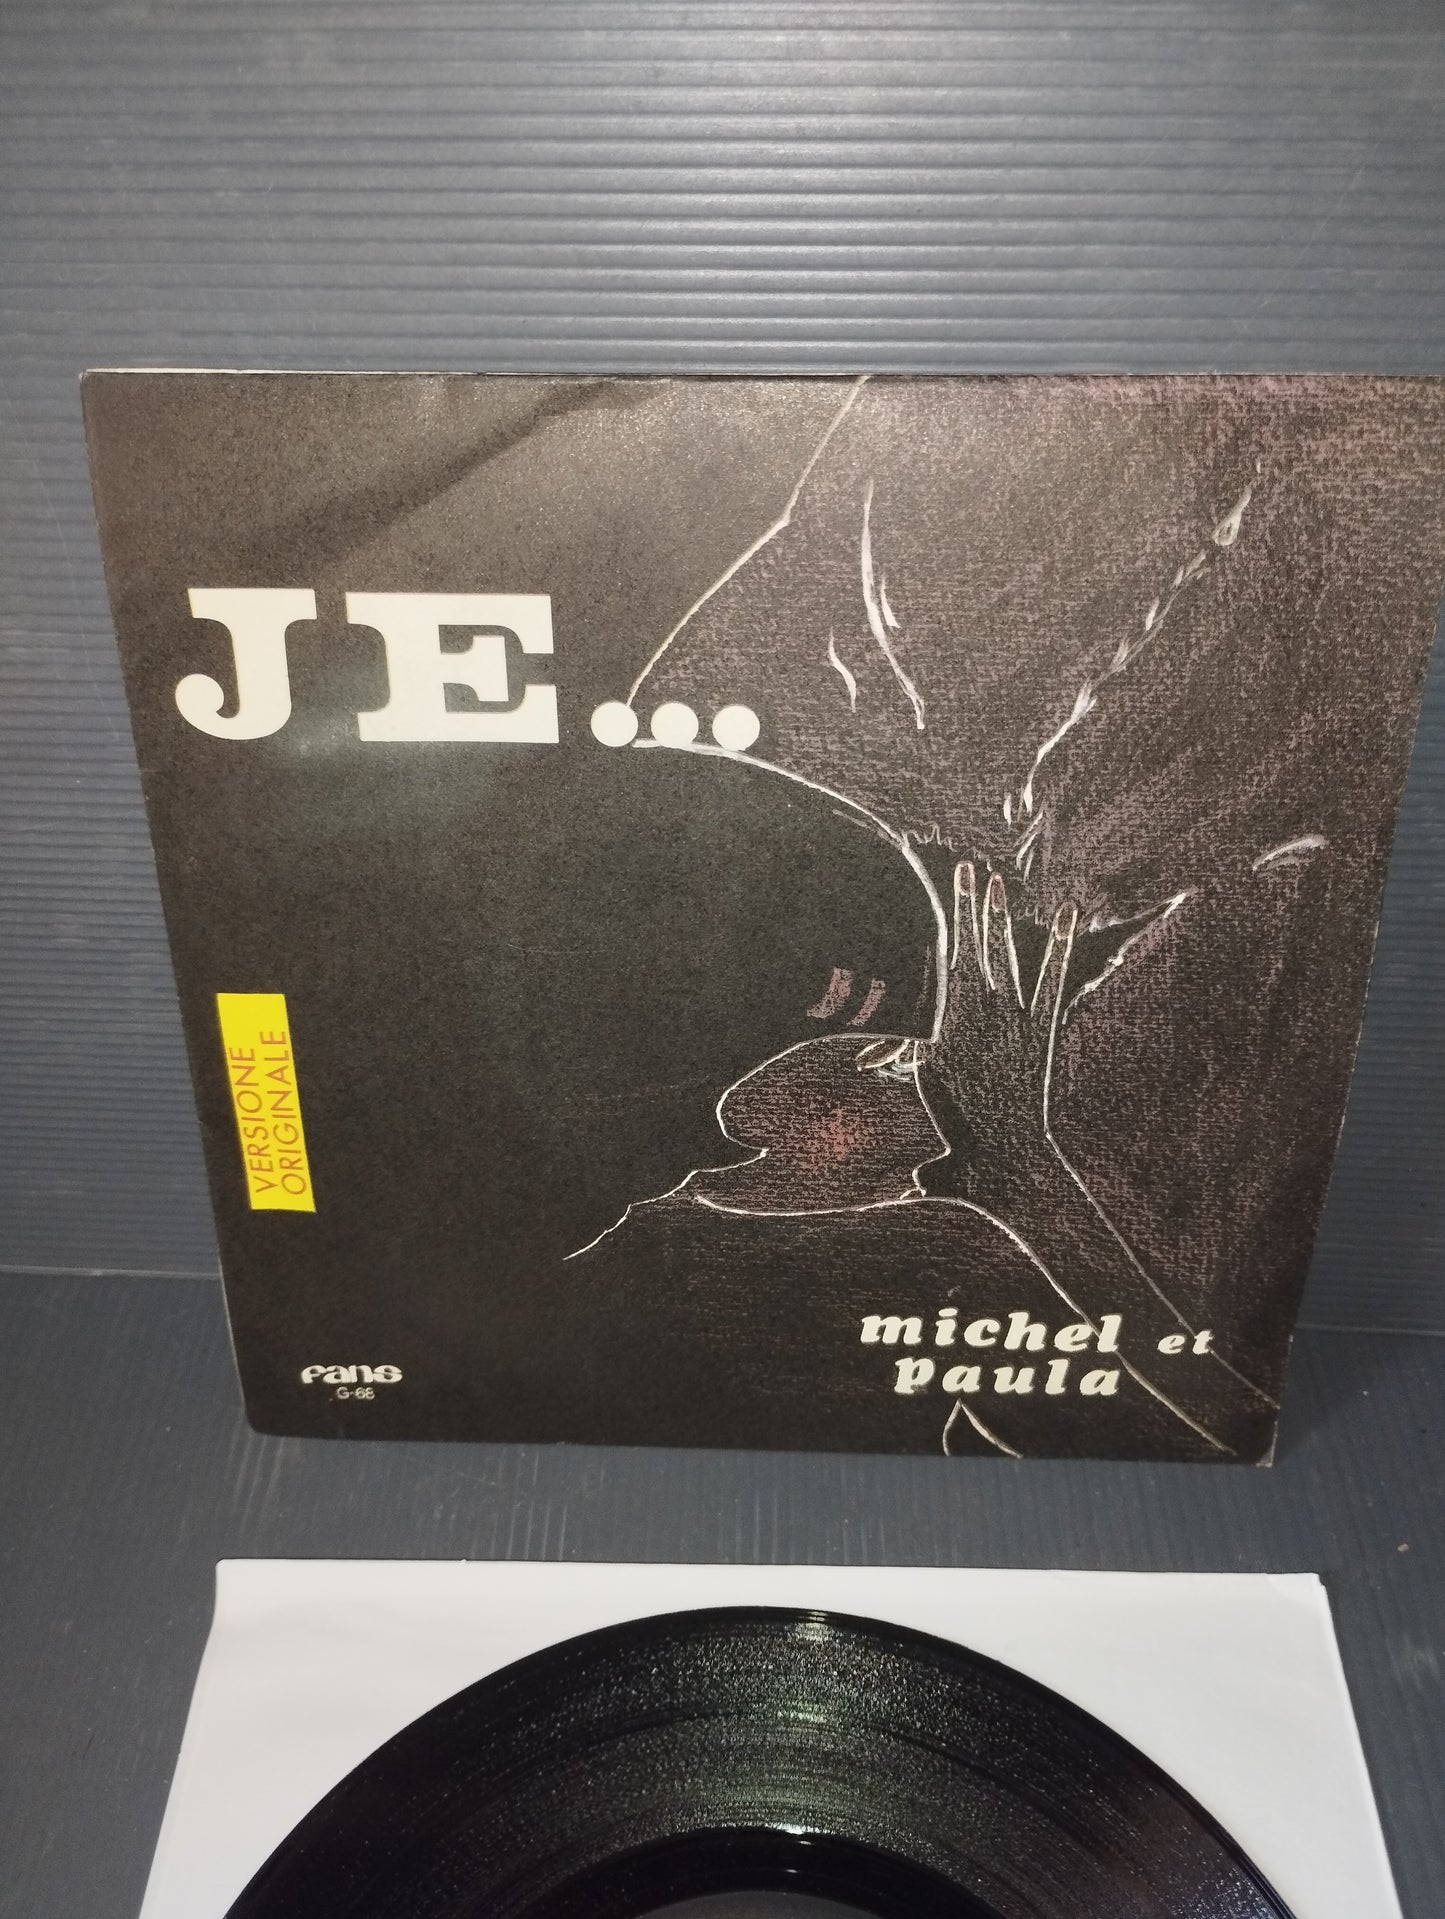 JE...
VERSIONE
ORIGINALE
michel et
paula
fans
G-68